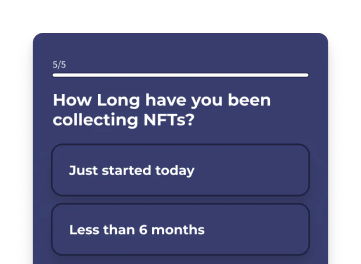 5/5
How Long have you been
collecting NFTs?
Just started today
Less than 6 months